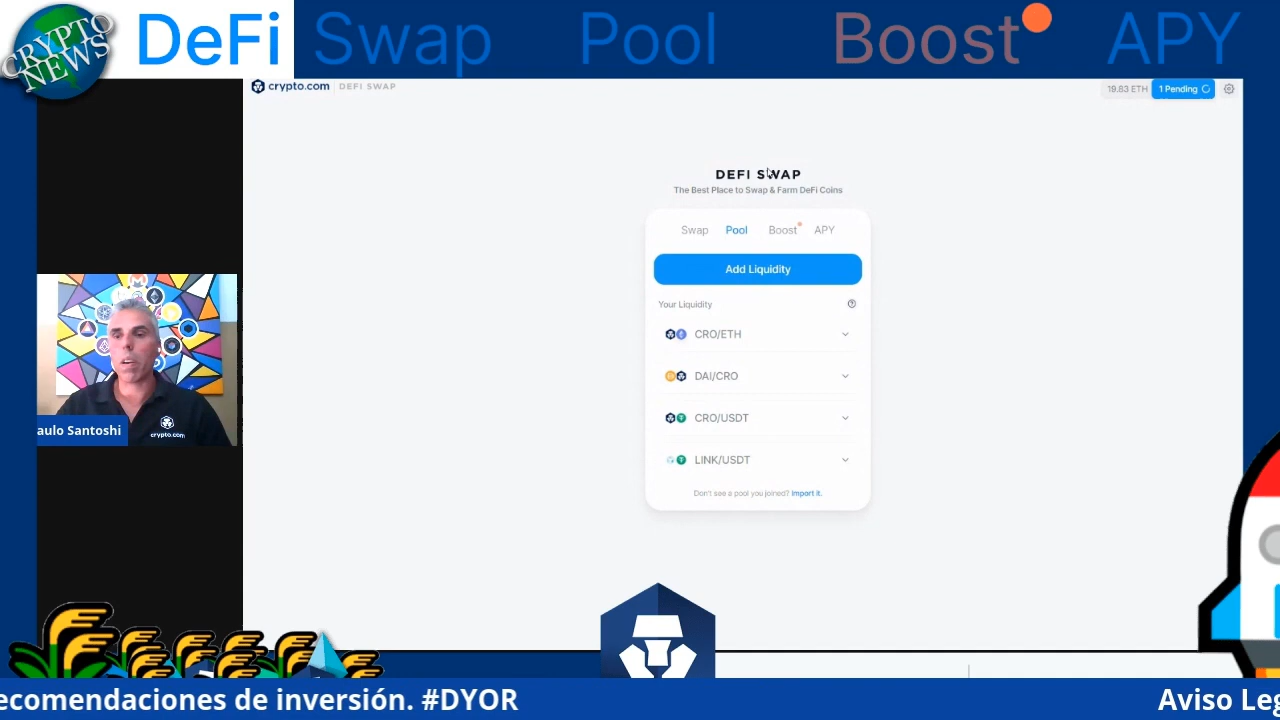 CRYPTO
NEWS
DeFi Swap Pool Boost APY
crypto.com DEFI SWAP
19.83 ETH 1 Pending
DEFI SWAP
The Best Place to Swap & Farm DeFi Coins
Swap Pool Boost APY
Add Liquidity
Your Liquidity
CRO/ETH
DAI/CRO
CRO/USDT
LINK/USDT
Don't see a pool you joined? Import it.
aulo Santoshi
crypto.com
ecomendaciones de inversión. #DYOR
Aviso Leg